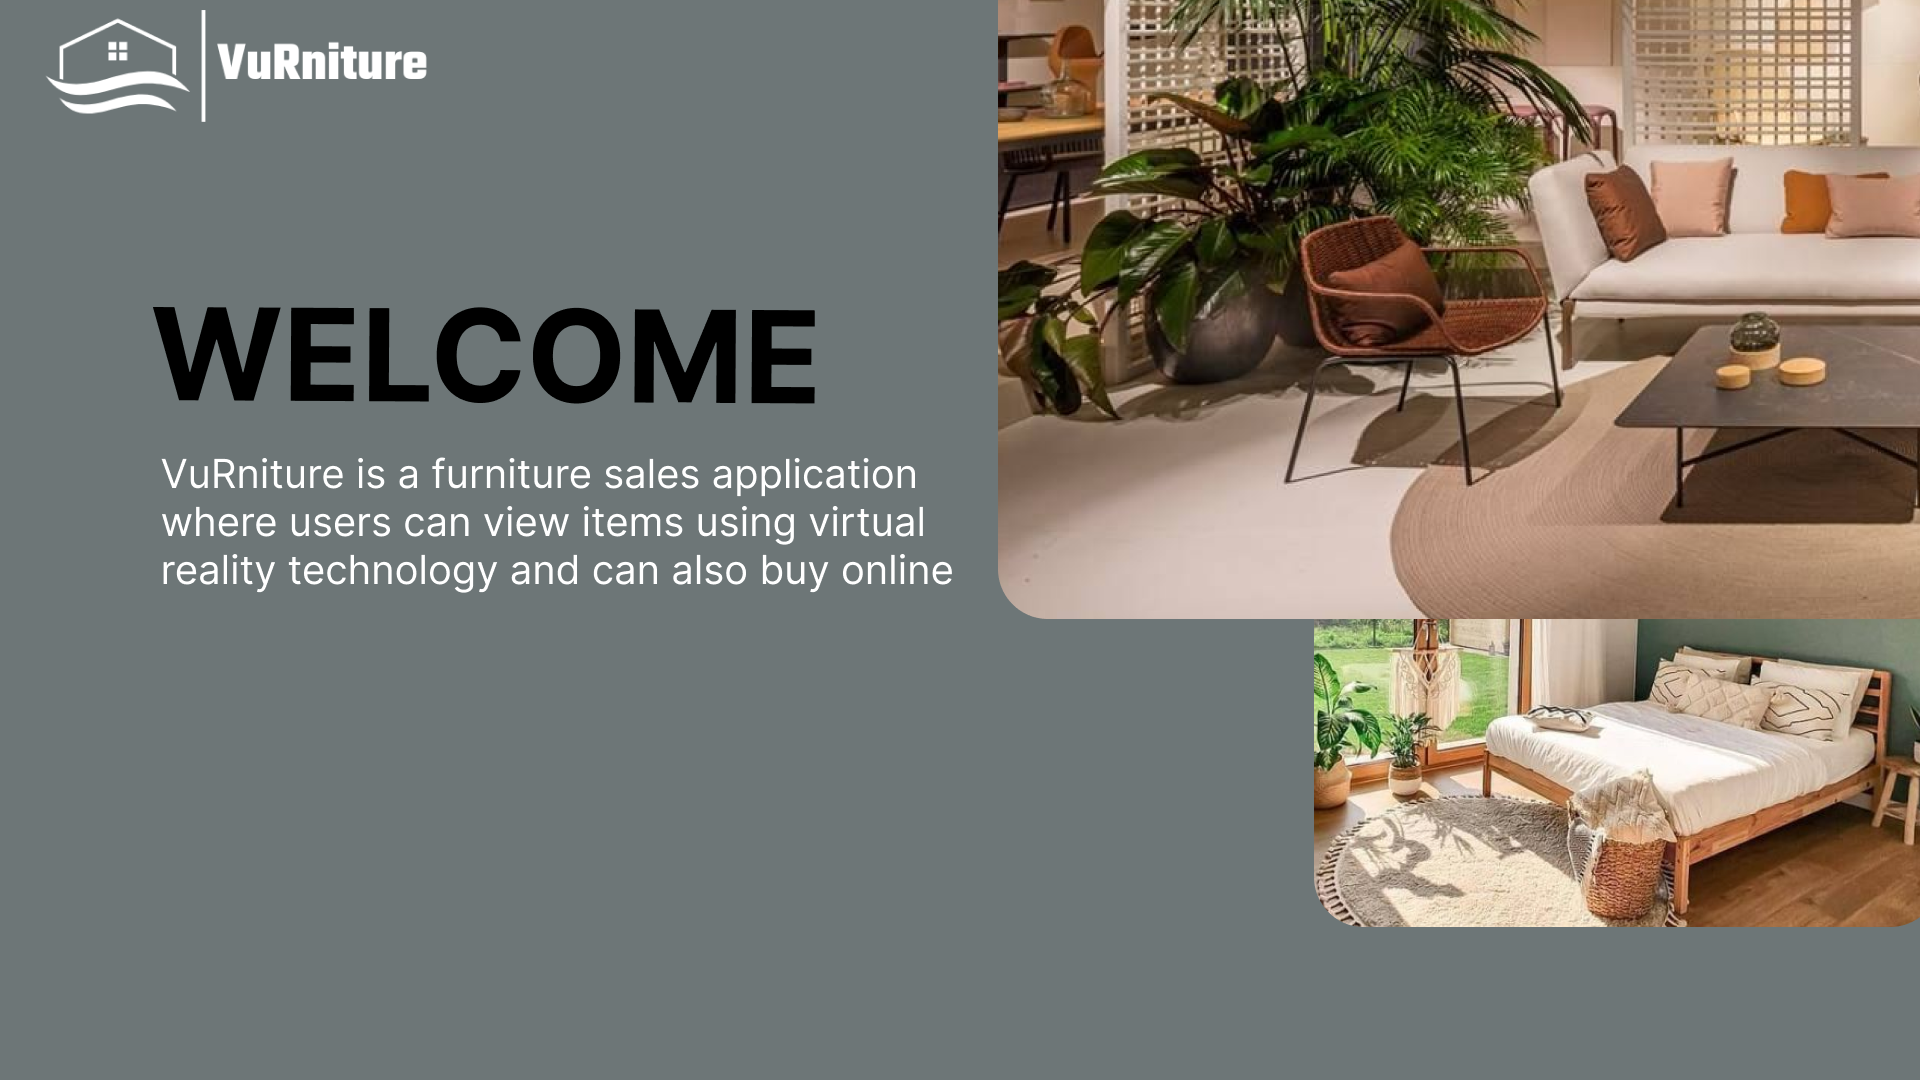 VuRniture
WELCOME
VuRniture is a furniture sales application
where users can view items using virtual
reality technology and can also buy online